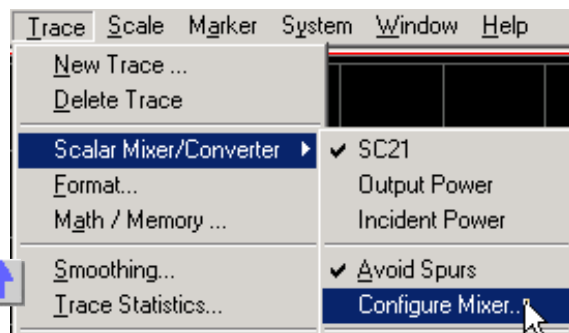 Trace Scale Marker System Window Help
New Trace ...
Delete Trace
Scalar Mixer/Converter
Format...
Math / Memory ...
Smoothing...
Trace Statistics...
SC21
Output Power
Incident Power
Avoid Spurs
Configure Mixer...